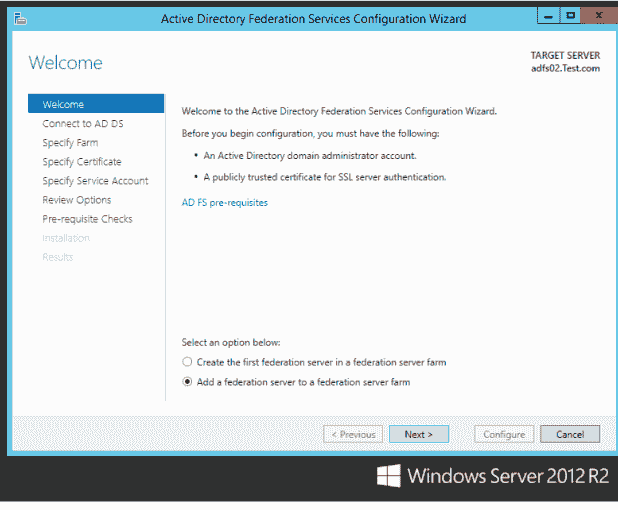 Active Directory Federation Services Configuration Wizard
Welcome
TARGET SERVER
adfs02.Test.com
Welcome
Connect to AD DS
Specify Farm
Specify Certificate
Specify Service Account
Review Options
Pre-requisite Checks
Installation
Results
Welcome to the Active Directory Federation Services Configuration Wizard.
Before you begin configuration, you must have the following:
• An Active Directory domain administrator account.
• A publicly trusted certificate for SSL server authentication.
AD FS pre-requisites
Select an option below:
Create the first federation server in a federation server farm
Add a federation server to a federation server farm
< Previous
Next >
Configure
Cancel
Windows Server 2012 R2